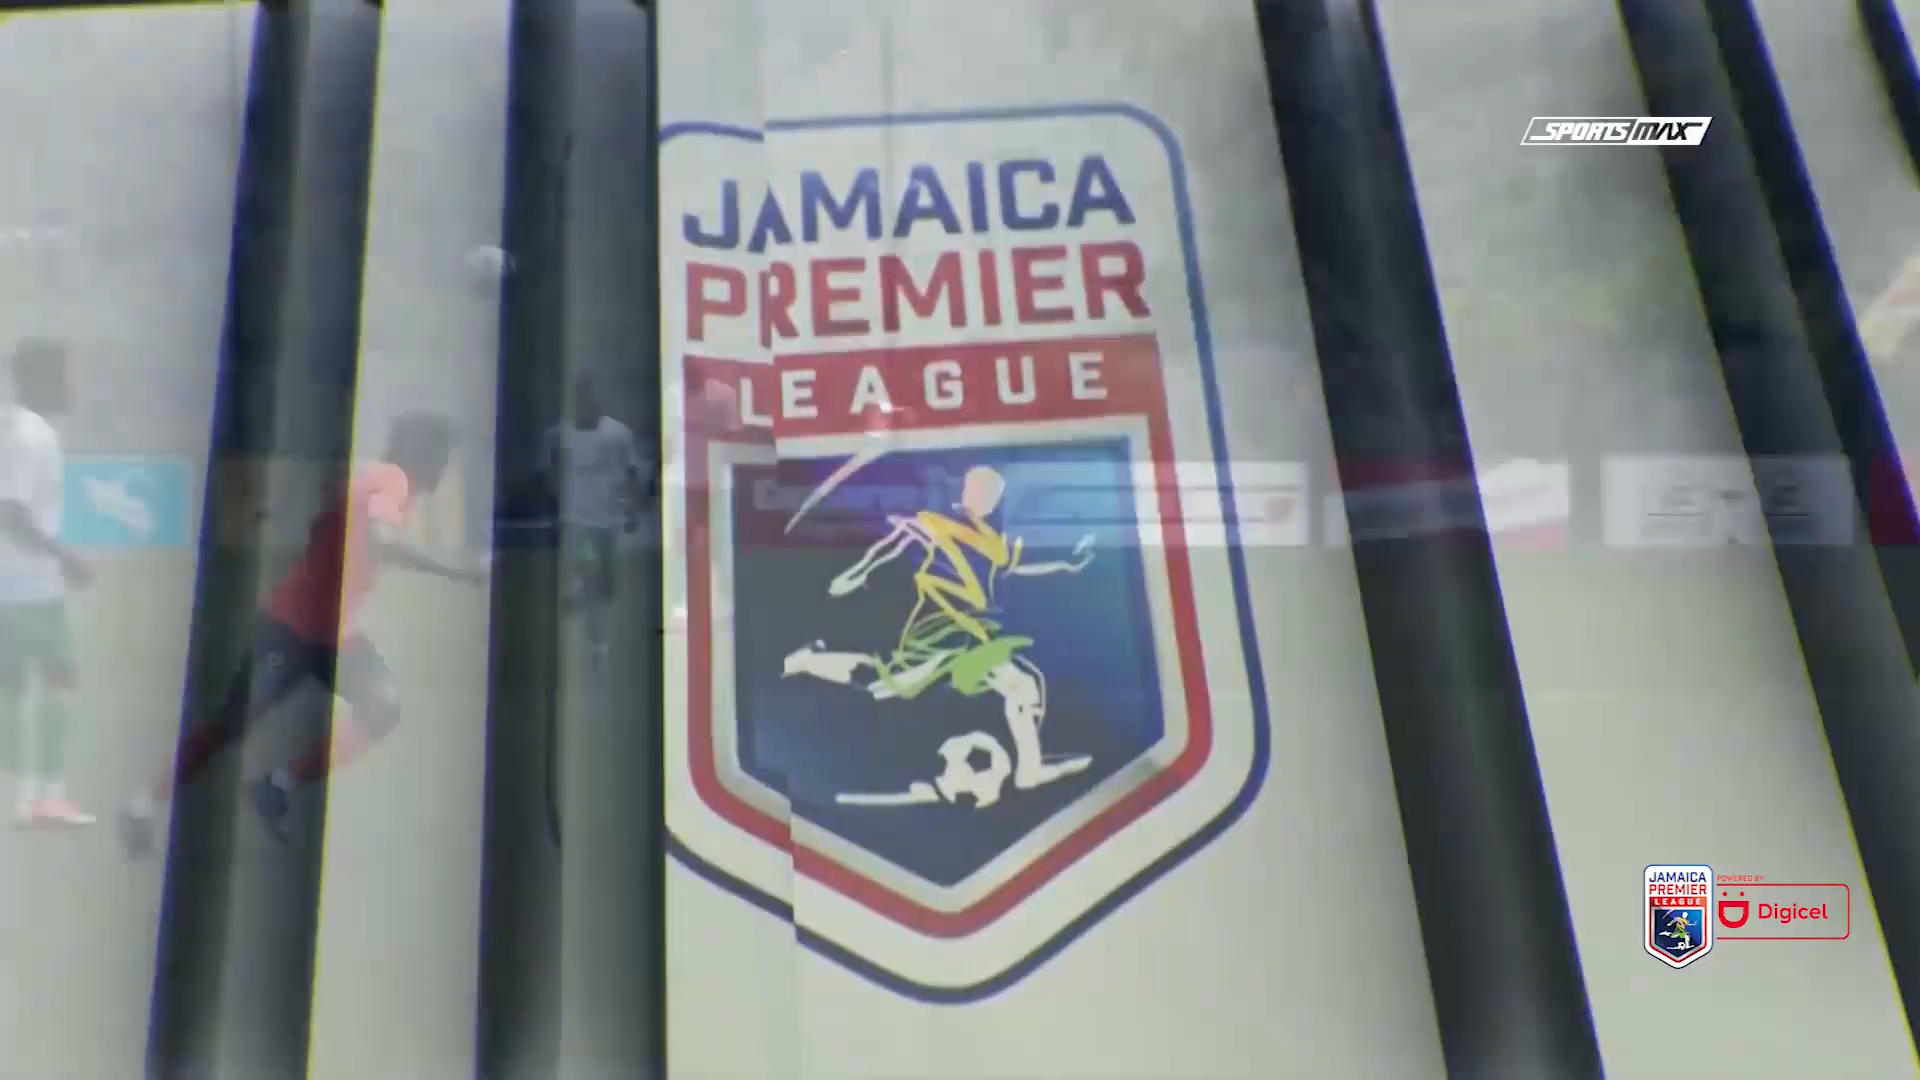 SPORTSMAX
JAMAICA
PREMIER
LEAGUE
JAMAICA
PREMIER
LEAGUE
POWERED BY
Digicel